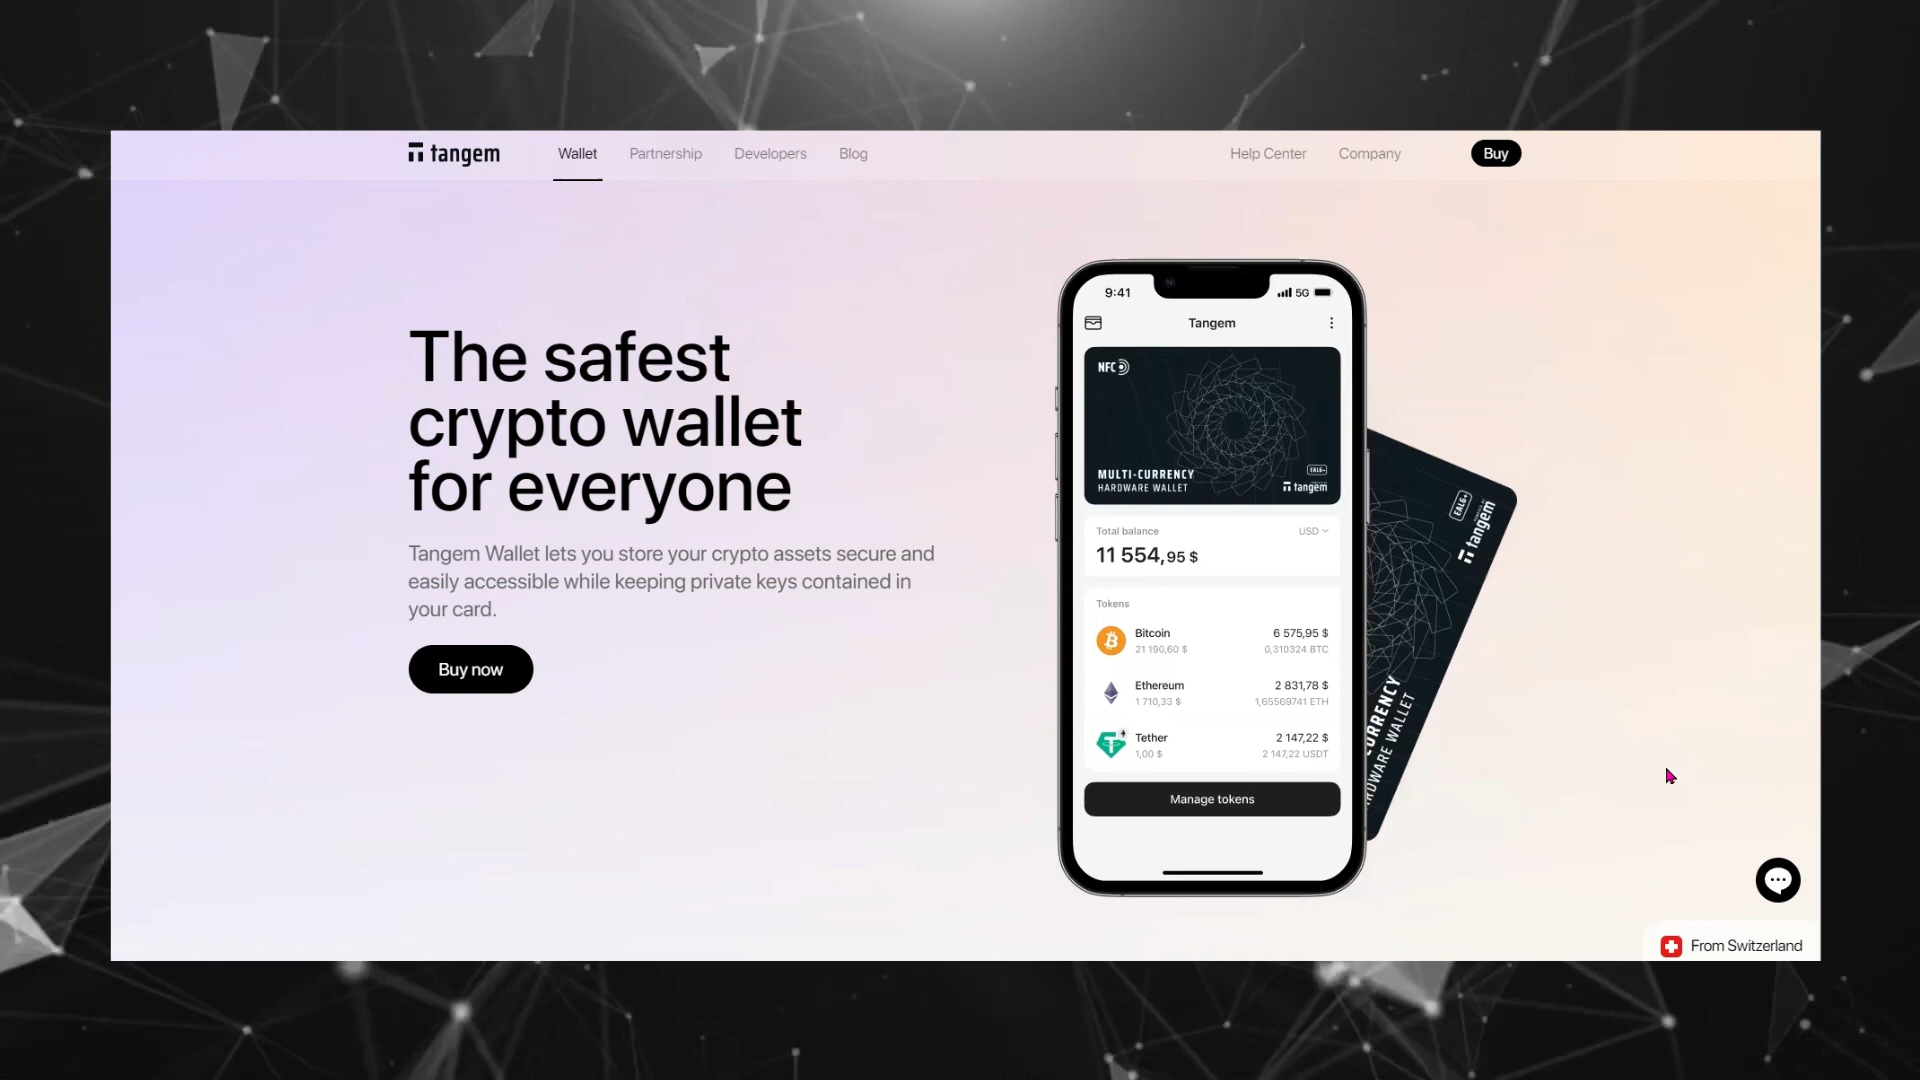 tangem
Wallet
Partnership
Developers
Blog
Help Center
Company
Buy
The safest
crypto wallet
for everyone
Tangem Wallet lets you store your crypto assets secure and
easily accessible while keeping private keys contained in
your card.
Buy now
9:41
5G
Tangem
NFC
MULTI-CURRENCY
HARDWARE WALLET
EAL6+
tangem
Total balance
USD
11 554,95 $
Tokens
Bitcoin
6 575,95 $
21 190,60 $
0,310324 BTC
Ethereum
2 831,78 $
1 710,33 $
1,65569741 ETH
Tether
2 147,22 $
1,00 $
2 147,22 USDT
Manage tokens
EAL6+
tangem
CURRENCY
RDWARE WALLET
From Switzerland